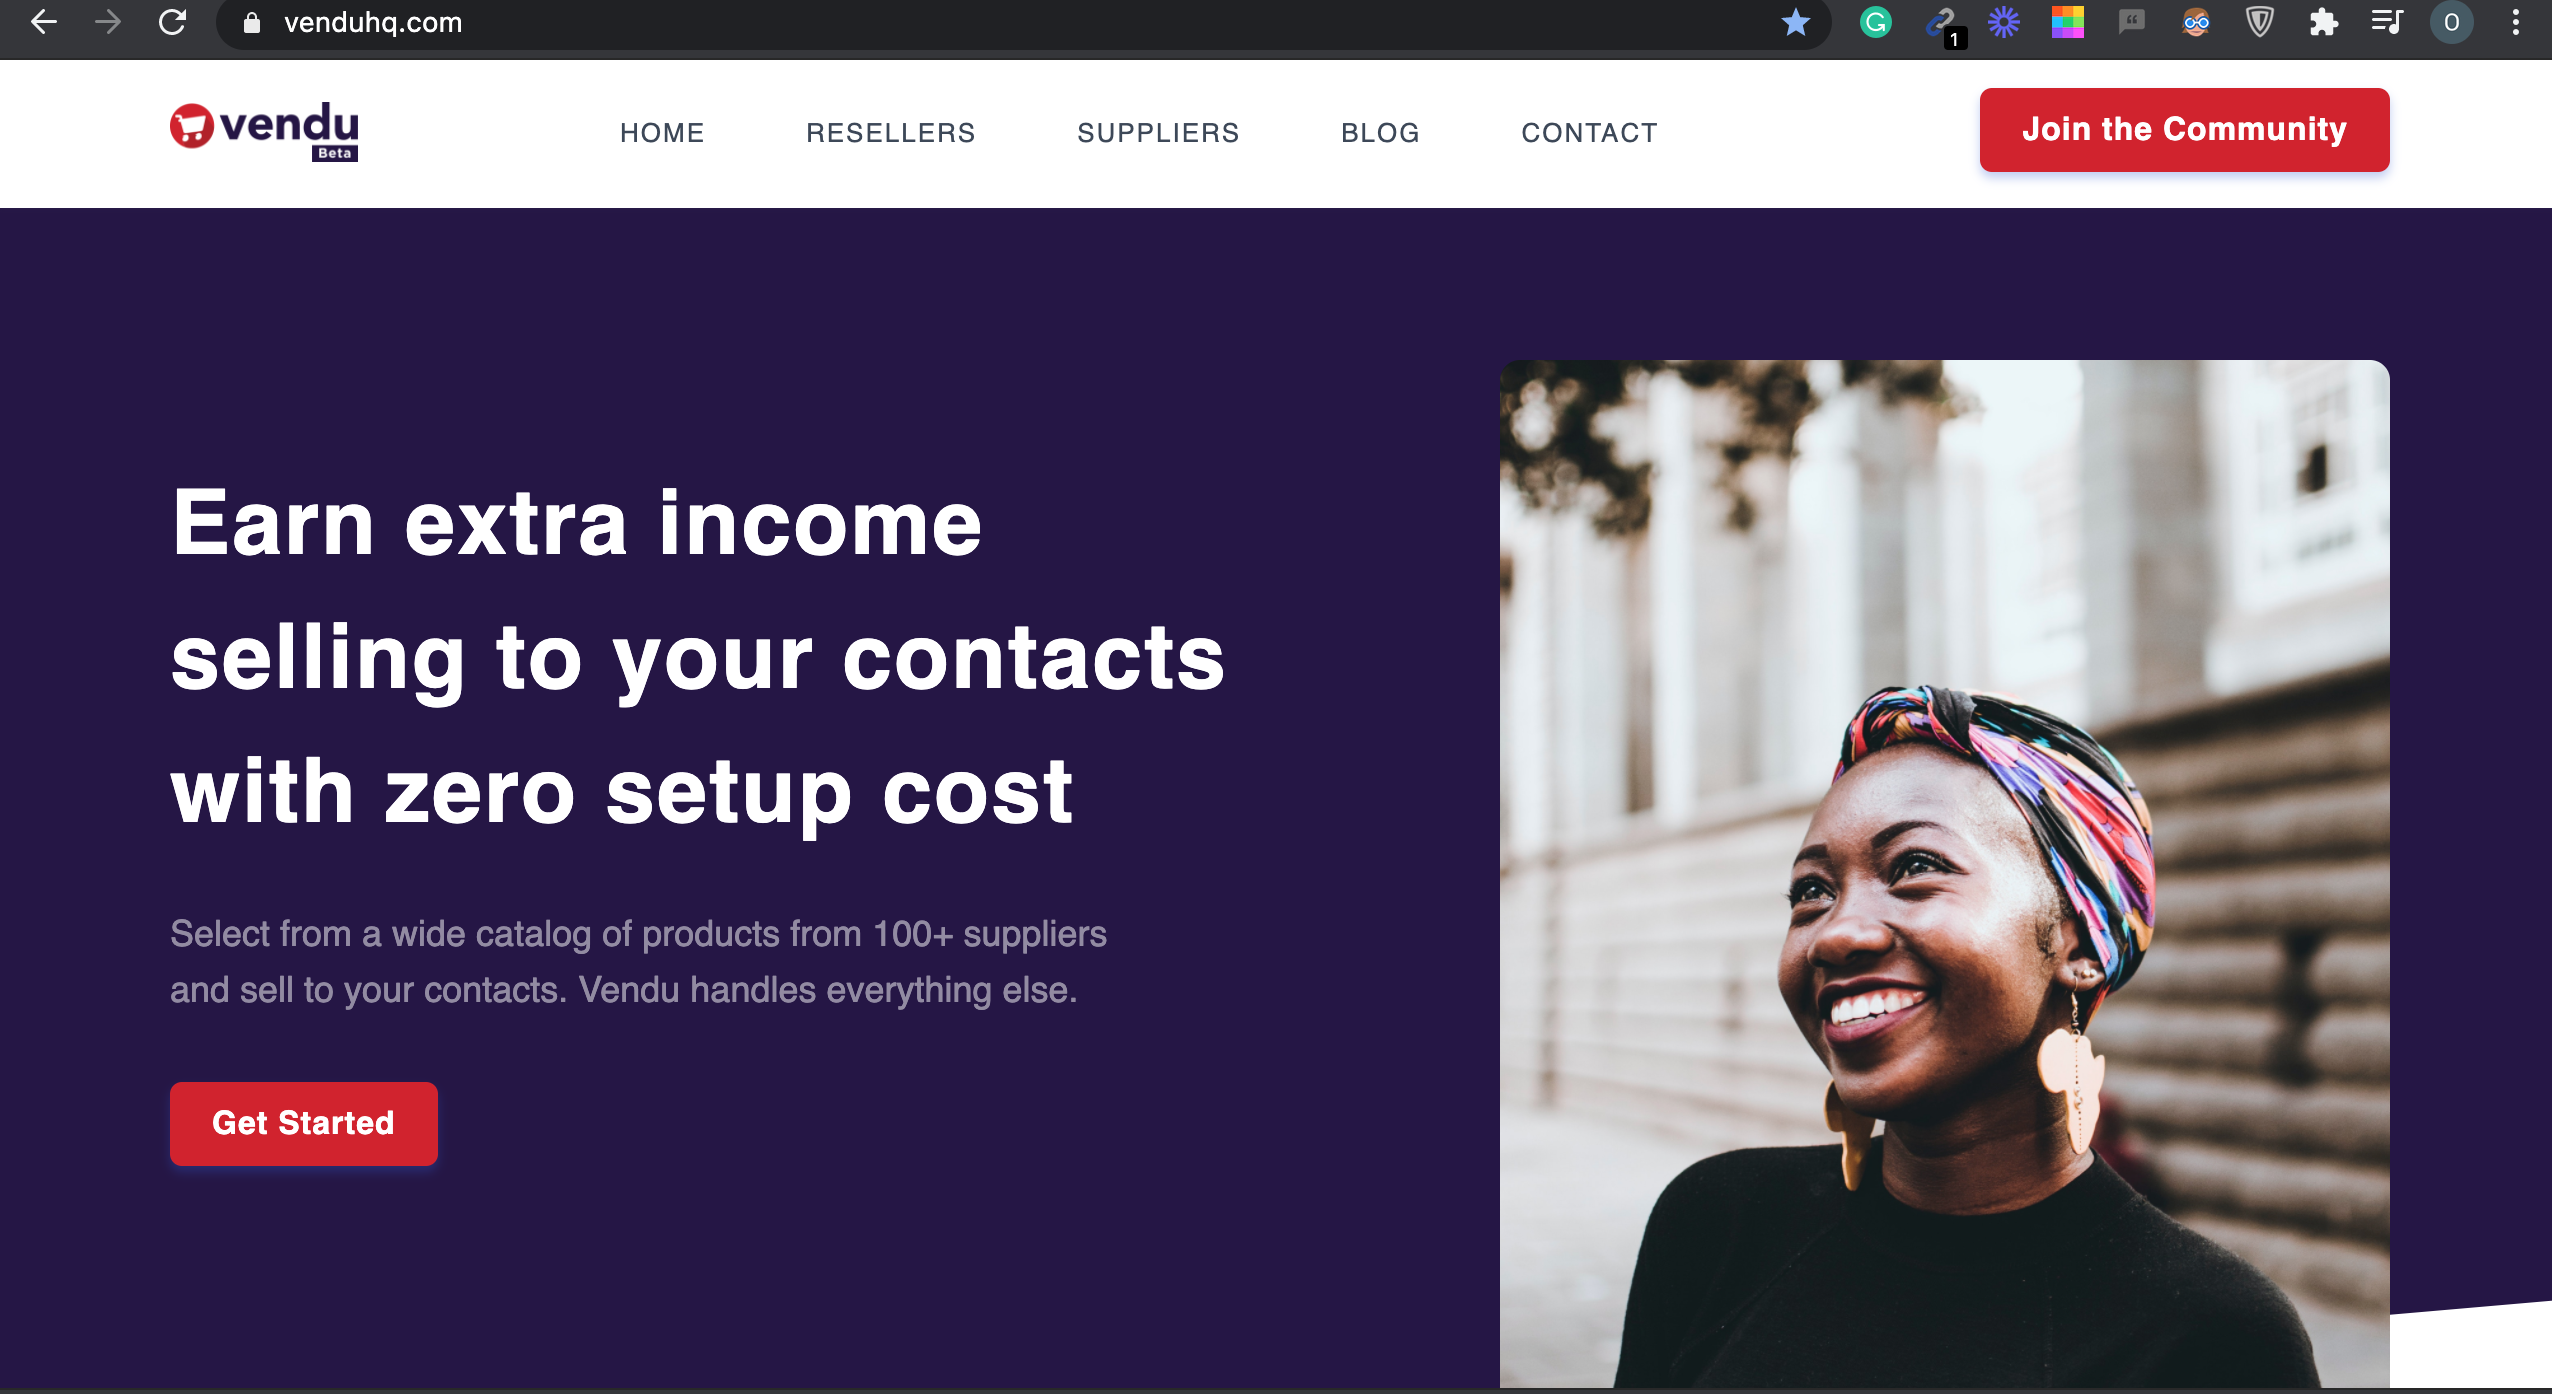 venduhq.com
1
O
vendu
Beta
HOME
RESELLERS
SUPPLIERS
BLOG
CONTACT
Join the Community
Earn extra income
selling to your contacts
with zero setup cost
Select from a wide catalog of products from 100+ suppliers
and sell to your contacts. Vendu handles everything else.
Get Started